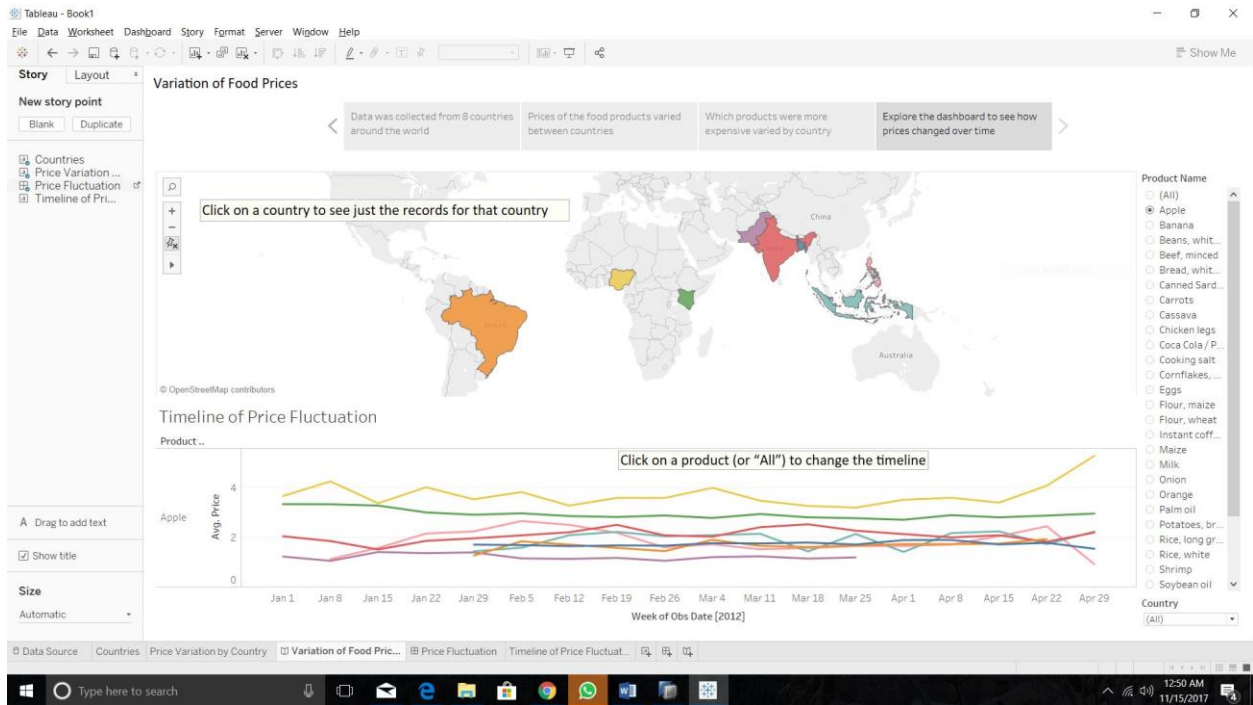 Tableau - Book1
File Data Worksheet Dashboard Story Format Server Window Help
Show Me
Story Layout
New story point
Blank Duplicate
Countries
Price Variation ...
Price Fluctuation
Timeline of Pri...
A Drag to add text
Show title
Size
Automatic
Variation of Food Prices
Data was collected from 8 countries
around the world
Prices of the food products varied
between countries
Which products were more
expensive varied by country
Explore the dashboard to see how
prices changed over time
Click on a country to see just the records for that country
China
Brazil
Australia
© OpenStreetMap contributors
Timeline of Price Fluctuation
Product ..
Click on a product (or “All”) to change the timeline
Apple
Avg. Price
4
2
0
Jan 1 Jan 8 Jan 15 Jan 22 Jan 29 Feb 5 Feb 12 Feb 19 Feb 26 Mar 4 Mar 11 Mar 18 Mar 25 Apr 1 Apr 8 Apr 15 Apr 22 Apr 29
Week of Obs Date [2012]
Product Name
(All)
Apple
Banana
Beans, whit...
Beef, minced
Bread, whit...
Canned Sard...
Carrots
Cassava
Chicken legs
Coca Cola / P...
Cooking salt
Cornflakes, ...
Eggs
Flour, maize
Flour, wheat
Instant coff...
Maize
Milk
Onion
Orange
Palm oil
Potatoes, br...
Rice, long gr...
Rice, white
Shrimp
Soybean oil
Country
(All)
Data Source Countries Price Variation by Country Variation of Food Pric... Price Fluctuation Timeline of Price Fluctuat...
Type here to search
12:50 AM
11/15/2017